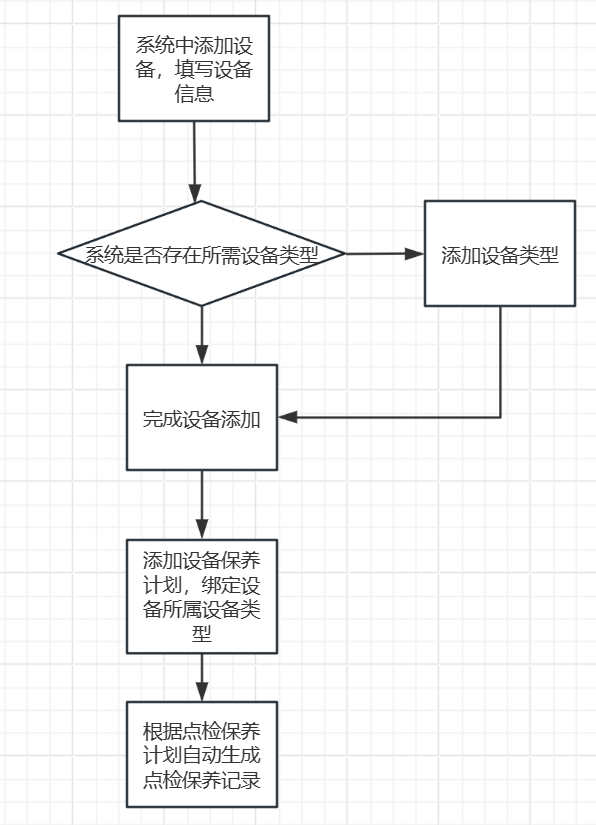 系统中添加设
备，填写设备
信息
系统是否存在所需设备类型
添加设备类型
完成设备添加
添加设备保养
计划，绑定设
备所属设备类
型
根据点检保养
计划自动生成
点检保养记录